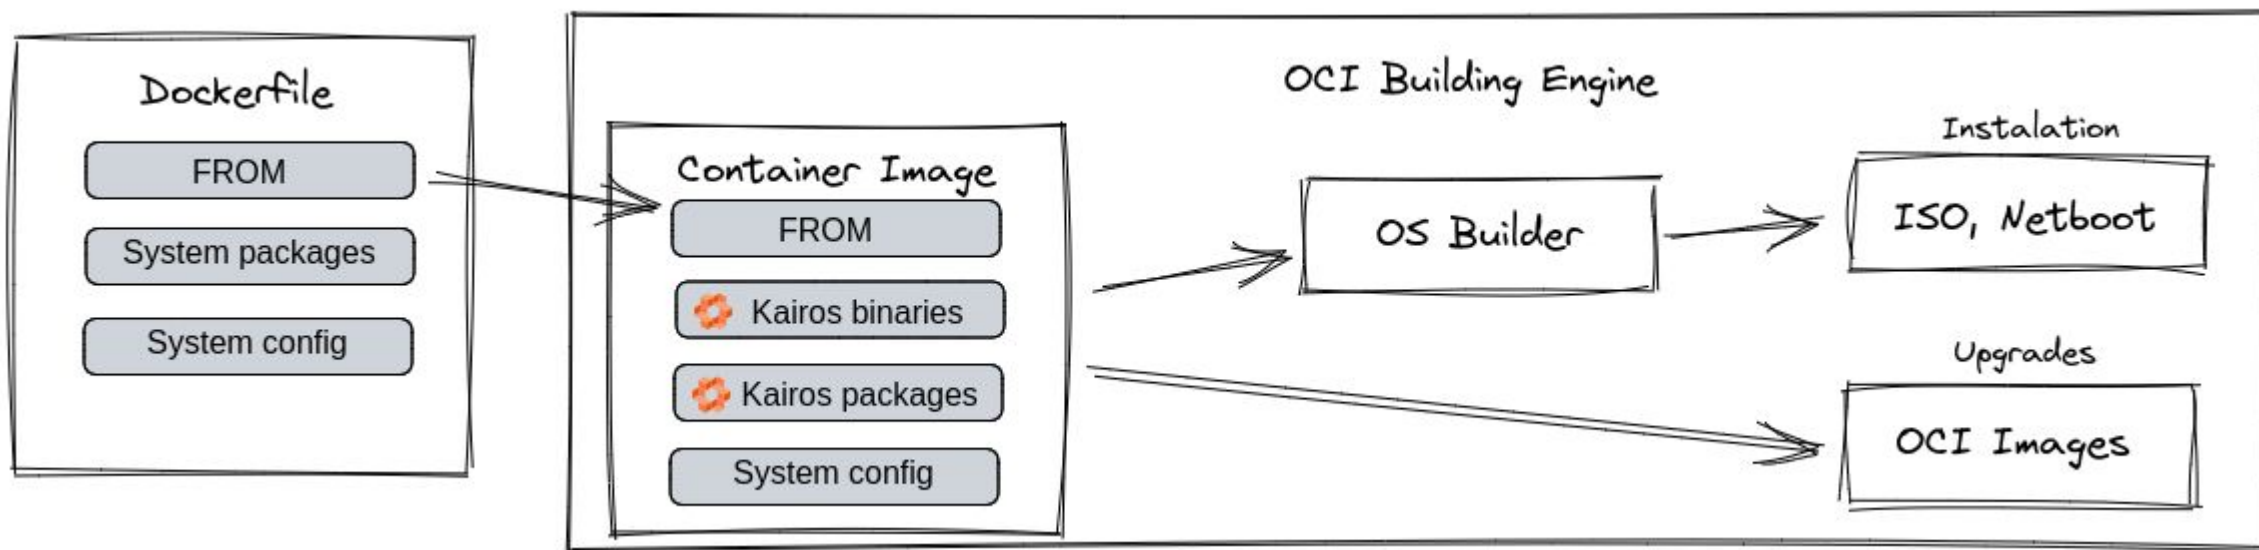 Dockerfile
FROM
System packages
System config
OCI Building Engine
Container Image
FROM
Kairos binaries
Kairos packages
System config
OS Builder
Instalation
ISO, Netboot
Upgrades
OCI Images